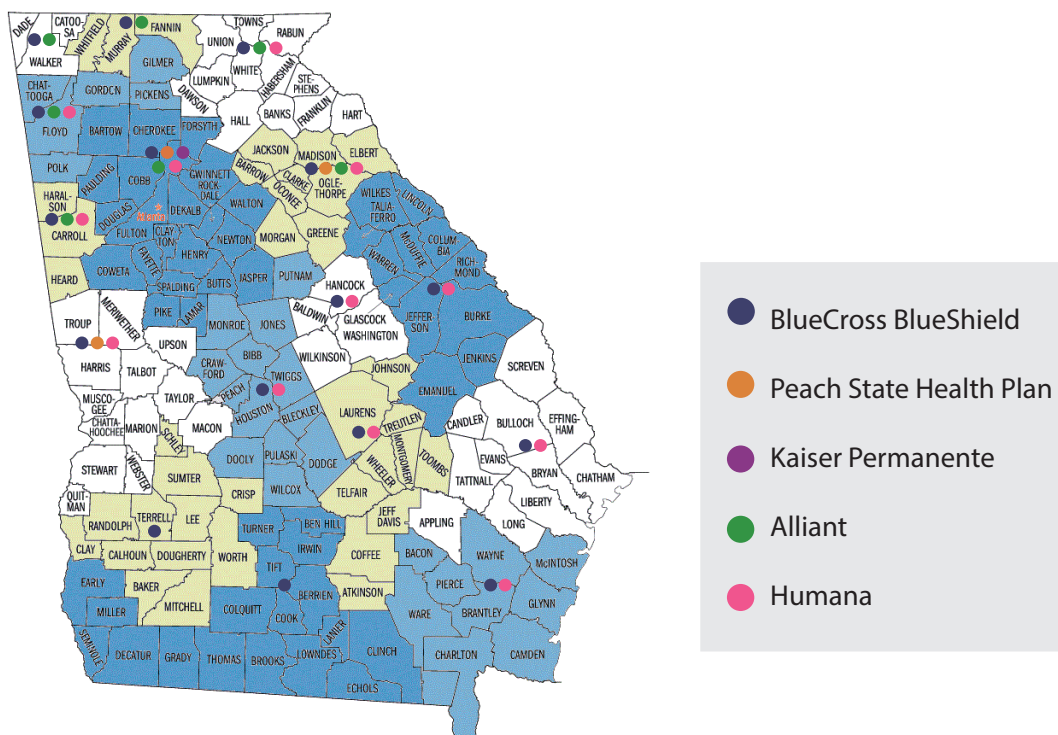 DADE
CATOO-
SA
WALKER
WHITFIELD
MURRAY
FANNIN
GILMER
UNION
TOWNS
RABUN
WHITE
HABERSHAM
LUMPKIN
STE-
PHENS
DAWSON
HALL
BANKS
FRANKLIN
HART
CHAT-
TOOGA
GORDON
PICKENS
FLOYD
BARTOW
CHEROKEE
FORSYTH
JACKSON
MADISON
ELBERT
POLK
PAULDING
COBB
GWINNETT
ROCK-
DALL
BARROW
CLARKE
OCONEE
OGLE-
THORPE
WILKES
LINCOLN
TALIA
FERRO
HARAL-
SON
CARROLL
DOUGLAS
FULTON
DEKALB
CLAY
TON
WALTON
NEWTON
HENRY
MORGAN
GREENE
MCDUFFIE
COLUM-
BIA
RICH-
MOND
WARREN
HEARD
COWETA
FAYETTE
SPALDING
BUTTS
JASPER
PUTNAM
HANCOCK
PIKE
LAMAR
MONROE
JONES
BALDWIN
GLASCOCK
WASHINGTON
JEFFER
SON
BURKE
TROUP
MERIWETHER
UPSON
BIBB
WILKINSON
JOHNSON
JENKINS
SCREVEN
HARRIS
TALBOT
CRAW-
FORD
PEACH
TWIGGS
EMANUEL
MUSCO-
GEE
TAYLOR
HOUSTON
BLECKLEY
LAURENS
TREUTLEN
CANDLER
BULLOCH
EFFING-
HAM
CHATTA-
HOOCHEE
MARION
SCHLEY
MACON
DOOLY
PULASKI
DODGE
WHEELER
MONTGOMERY
TOOMBS
EVANS
TATTNALL
BRYAN
CHATHAM
STEWART
WEBSTER
SUMTER
CRISP
WILCOX
TELFAIR
JEFF
DAVIS
APPLING
LIBERTY
LONG
QUIT-
MAN
RANDOLPH
TERRELL
LEE
TURNER
BEN HILL
IRWIN
COFFEE
BACON
WAYNE
McINTOSH
CLAY
CALHOUN
DOUGHERTY
WORTH
TIFT
ATKINSON
PIERCE
EARLY
BAKER
MITCHELL
COLQUITT
BERRIEN
COOK
WARE
BRANTLEY
GLYNN
MILLER
LANIER
SEMINOLE
DECATUR
GRADY
THOMAS
BROOKS
LOWNDES
CLINCH
CHARLTON
CAMDEN
ECHOLS
BlueCross BlueShield
Peach State Health Plan
Kaiser Permanente
Alliant
Humana